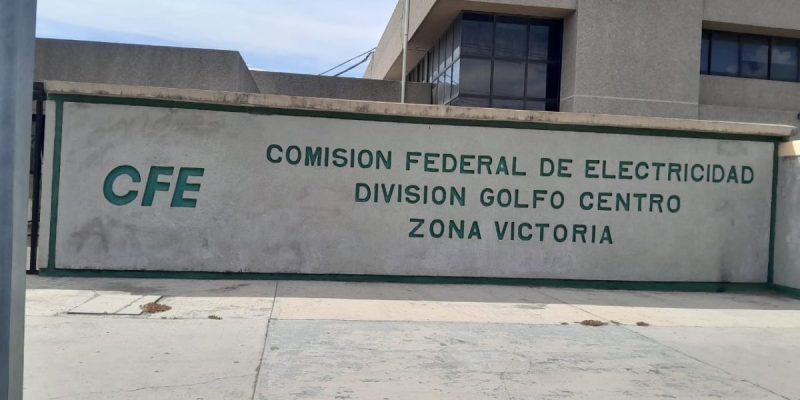 CFE
COMISION FEDERAL DE ELECTRICIDAD
DIVISION GOLFO CENTRO
ZONA VICTORIA